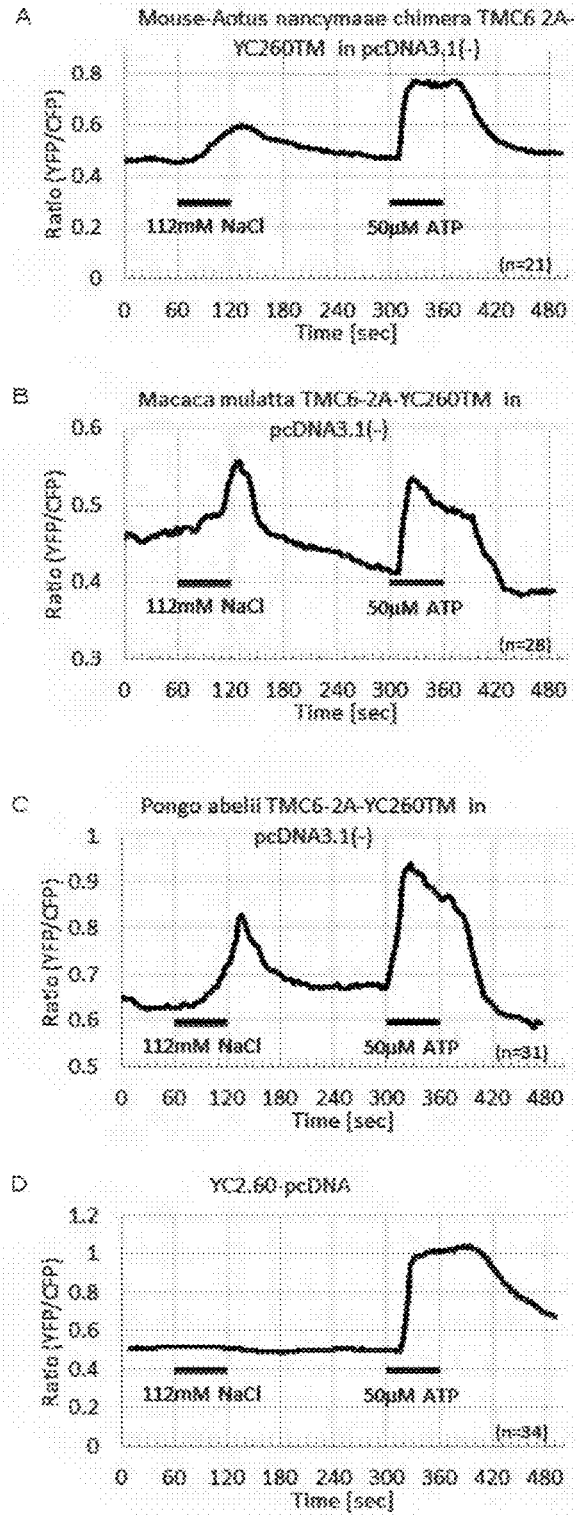 A
Mouse-Aotus nancymaae chimera TMC6 2A-
YC260TM in pcDNA3.1(-)
Ratio (YFP/CFP)
0.8
0.6
0.4
0.2
0
112mM NaCl
50µM ATP
(n=21)
0 60 120 180 240 300 360 420 480
Time [sec]
B
Macaca mulatta TMC6-2A-YC260TM in
pcDNA3.1(-)
Ratio (YFP/CFP)
0.6
0.5
0.4
0.3
112mM NaCl
50µM ATP
(n=28)
0 60 120 180 240 300 360 420 480
Time [sec]
C
Pongo abelii TMC6-2A-YC260TM in
pcDNA3.1(-)
Ratio (YFP/CFP)
1
0.9
0.8
0.7
0.6
0.5
112mM NaCl
50µM ATP
(n=31)
0 60 120 180 240 300 360 420 480
Time [sec]
D
YC2.60-pcDNA
Ratio (YFP/CFP)
1.2
1
0.8
0.6
0.4
0.2
0
112mM NaCl
50µM ATP
(n=34)
0 60 120 180 240 300 360 420 480
Time [sec]